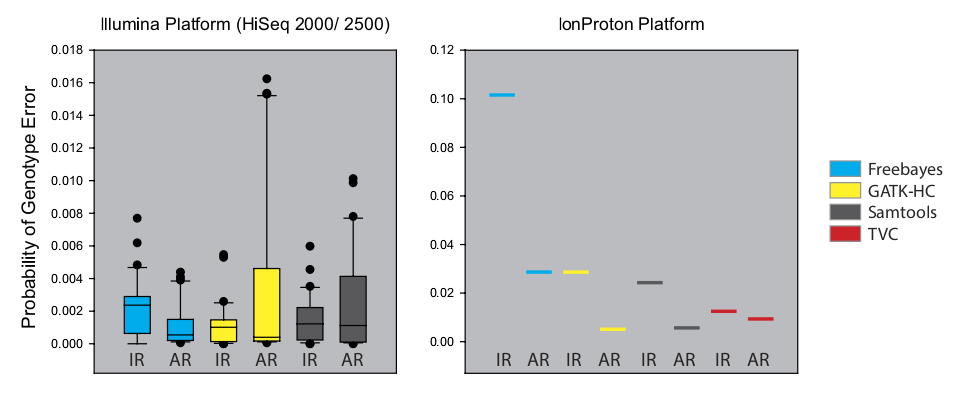 Illumina Platform (HiSeq 2000/ 2500)
IonProton Platform
Probability of Genotype Error
0.018
0.016
0.014
0.012
0.010
0.008
0.006
0.004
0.002
0.000
IR AR IR AR IR AR
0.12
0.10
0.08
0.06
0.04
0.02
0.00
IR AR IR AR IR AR IR AR
Freebayes
GATK-HC
Samtools
TVC